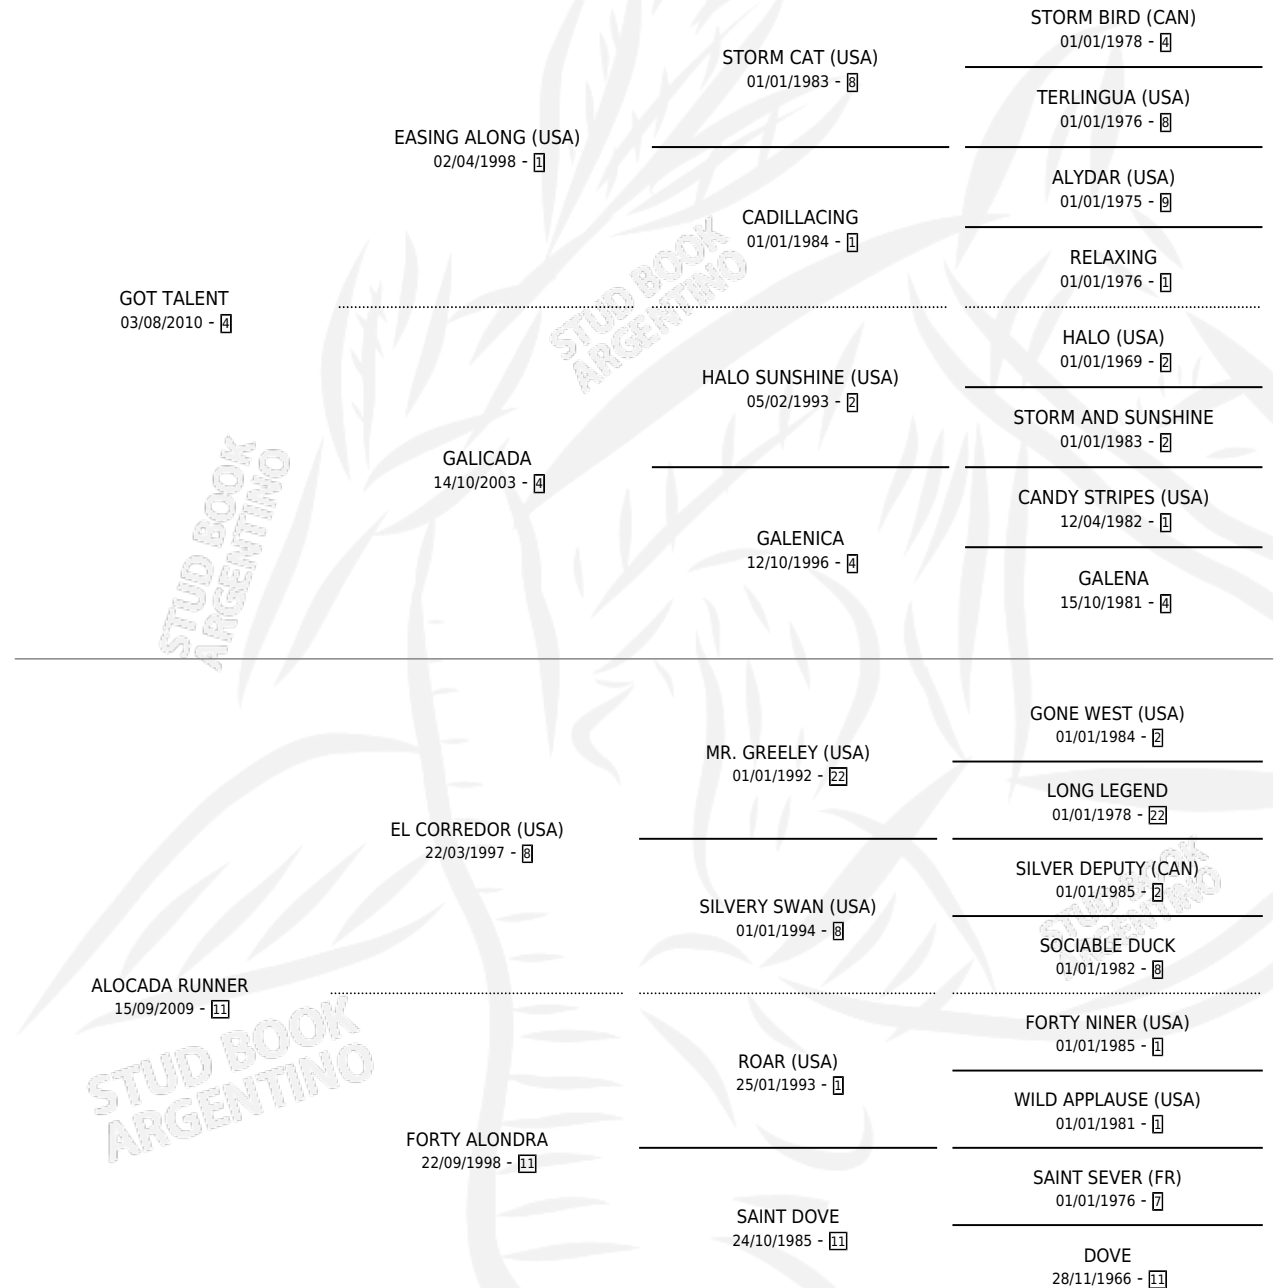 STORM BIRD (CAN)
01/01/1978 - 4
STORM CAT (USA)
01/01/1983 - 8
TERLINGUA (USA)
01/01/1976 - 8
EASING ALONG (USA)
02/04/1998 - 1
ALYDAR (USA)
01/01/1975 - 9
CADILLACING
01/01/1984 - 1
RELAXING
01/01/1976 - 1
GOT TALENT
03/08/2010 - 4
HALO (USA)
01/01/1969 - 2
HALO SUNSHINE (USA)
05/02/1993 - 2
STORM AND SUNSHINE
01/01/1983 - 2
GALICADA
14/10/2003 - 4
CANDY STRIPES (USA)
12/04/1982 - 1
GALENICA
12/10/1996 - 4
GALENA
15/10/1981 - 4
STUD BOOK
ARGENTINO
STUD BOOK
ARGENTINO
GONE WEST (USA)
01/01/1984 - 2
MR. GREELEY (USA)
01/01/1992 - 22
LONG LEGEND
01/01/1978 - 22
EL CORREDOR (USA)
22/03/1997 - 8
SILVER DEPUTY (CAN)
01/01/1985 - 2
SILVERY SWAN (USA)
01/01/1994 - 8
SOCIABLE DUCK
01/01/1982 - 8
STUD BOOK
ARGENTINO
ALOCADA RUNNER
15/09/2009 - 11
FORTY NINER (USA)
01/01/1985 - 1
ROAR (USA)
25/01/1993 - 1
WILD APPLAUSE (USA)
01/01/1981 - 1
STUD BOOK
ARGENTINO
FORTY ALONDRA
22/09/1998 - 11
SAINT SEVER (FR)
01/01/1976 - 7
SAINT DOVE
24/10/1985 - 11
DOVE
28/11/1966 - 11